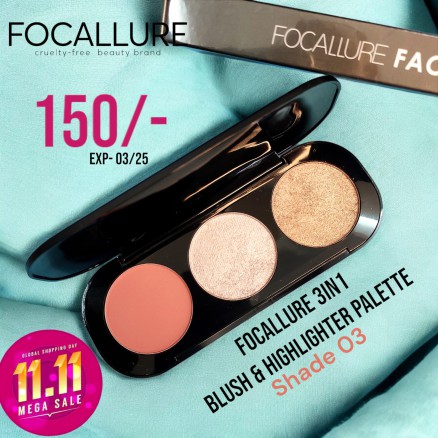 FOCALLURE
cruelty-free. beauty brand
FOCALLURE FAC
150/-
EXP- 03/25
FOCALLURE 3IN1
BLUSH & HIGHLIGHTER PALETTE
Shade 03
GLOBAL SHOPPING DAY
11.11
MEGA SALE